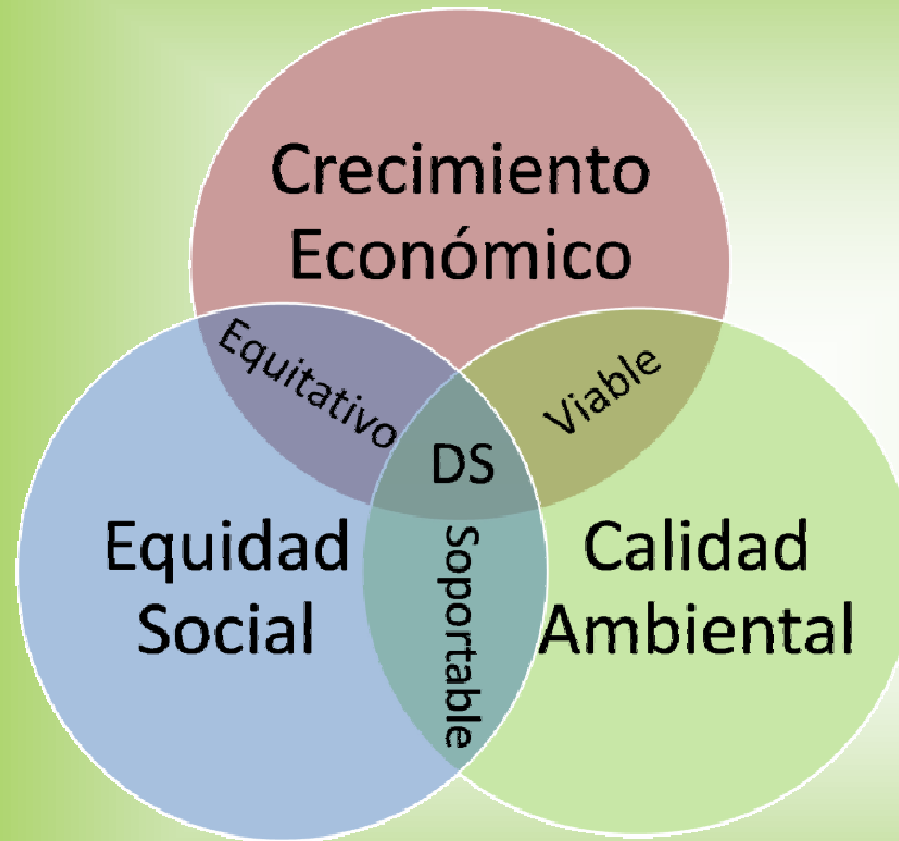 Crecimiento
Económico
Equitativo
Viable
DS
Equidad
Social
Soportable
Calidad
Ambiental